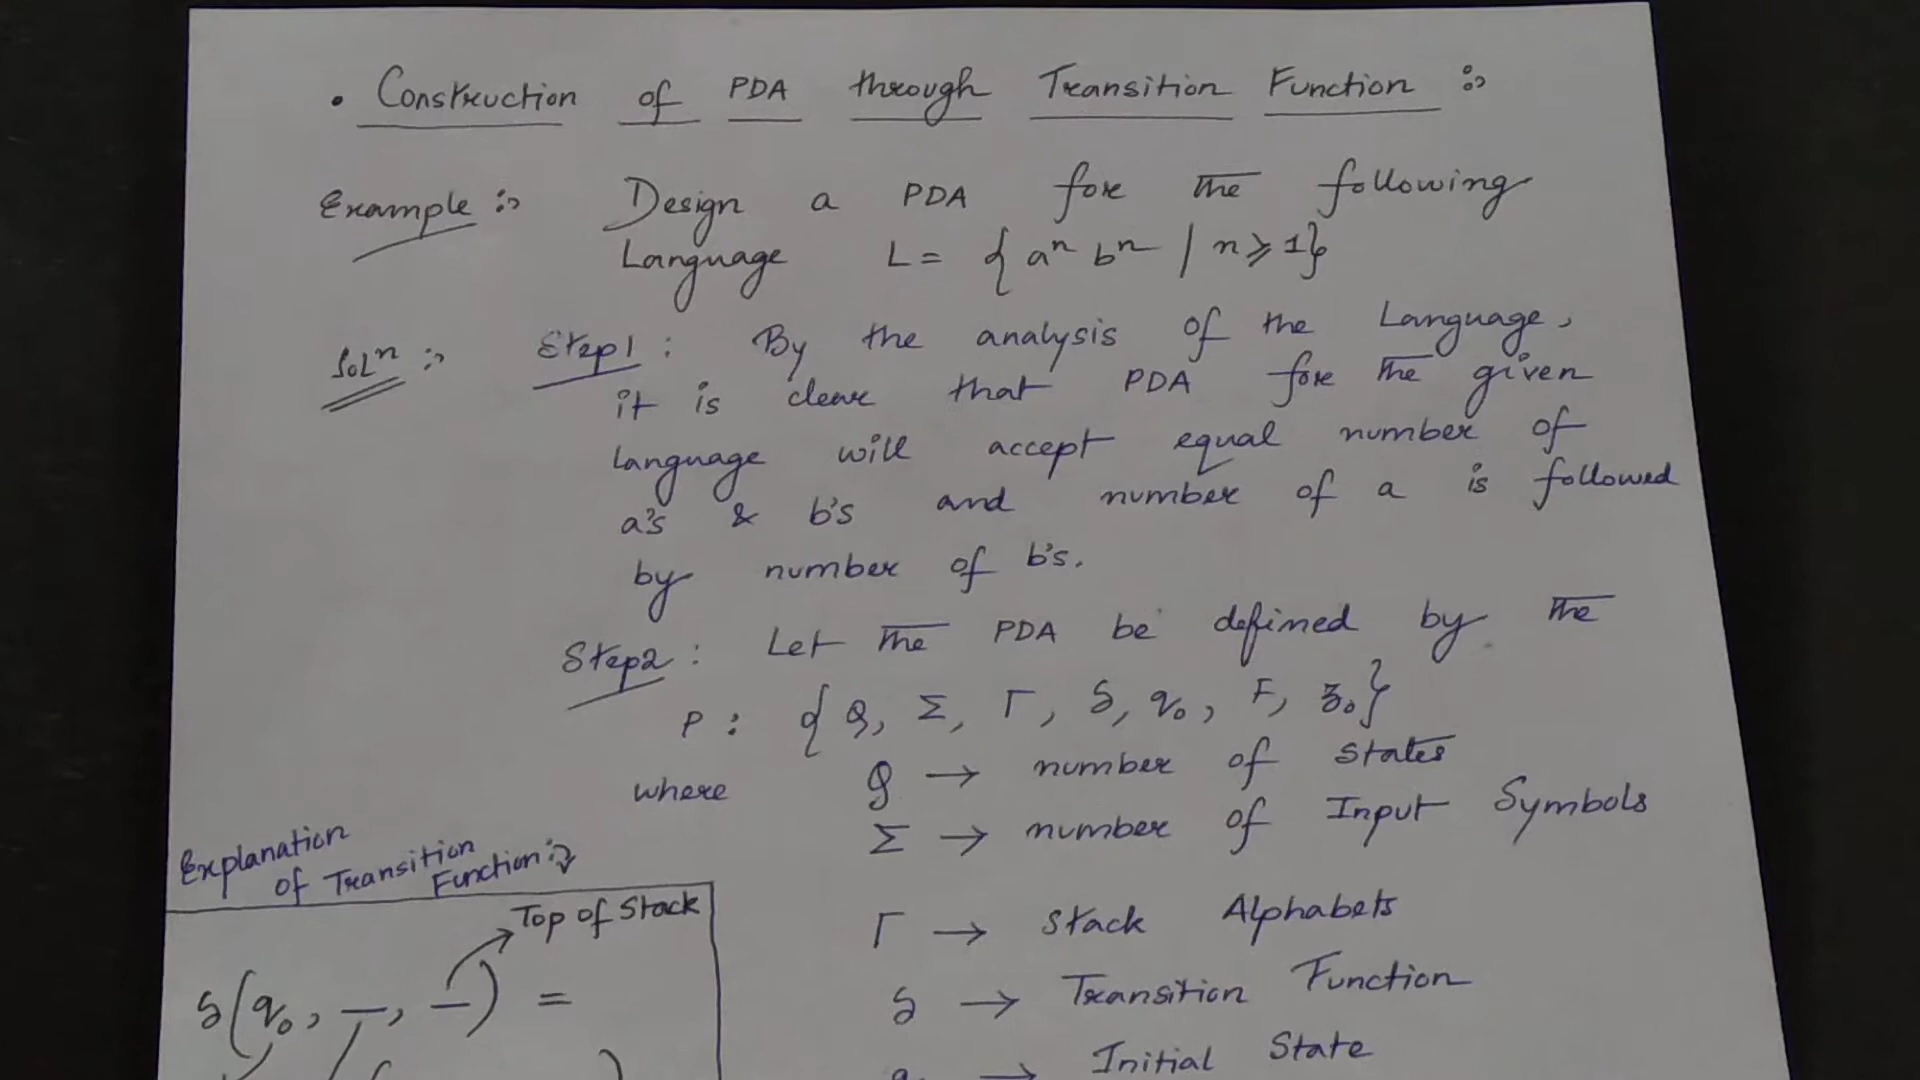 • Construction of PDA through Transition Function :-
Example :- Design a PDA for the following
Language L = {aⁿ bⁿ / n ≥ 1}
Solⁿ :- Step1 : By the analysis of the Language,
it is clear that PDA for the given
language will accept equal number of
a's & b's and number of a is followed
by number of b's.
Step2 : Let the PDA be defined by the
P : {Q, Σ, Γ, δ, q₀, F, z₀}
where Q → number of states
Σ → number of Input Symbols
Γ → Stack Alphabets
δ → Transition Function
→ Initial State
Explanation
of Transition
Function :-
Top of Stack
δ(q₀, —, —) =